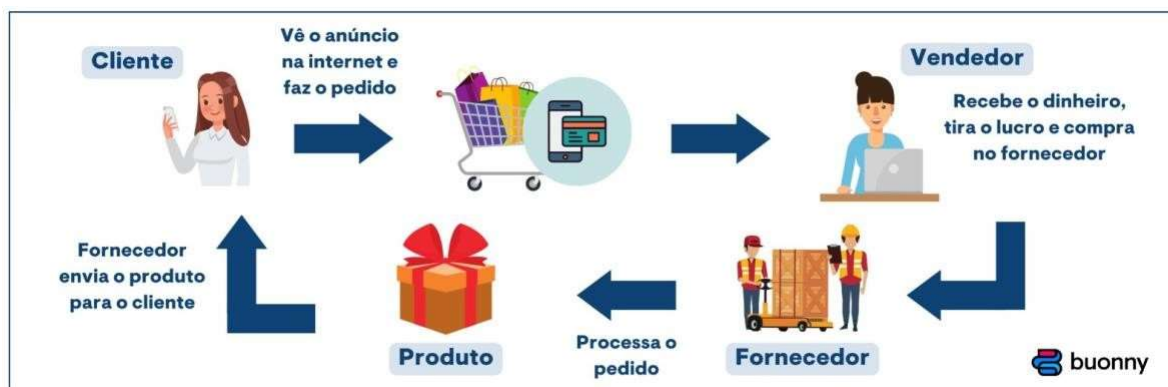 Cliente
Vê o anúncio
na internet e
faz o pedido
Vendedor
Recebe o dinheiro,
tira o lucro e compra
no fornecedor
Fornecedor
Processa o
pedido
Produto
Fornecedor
envia o produto
para o cliente
buonny